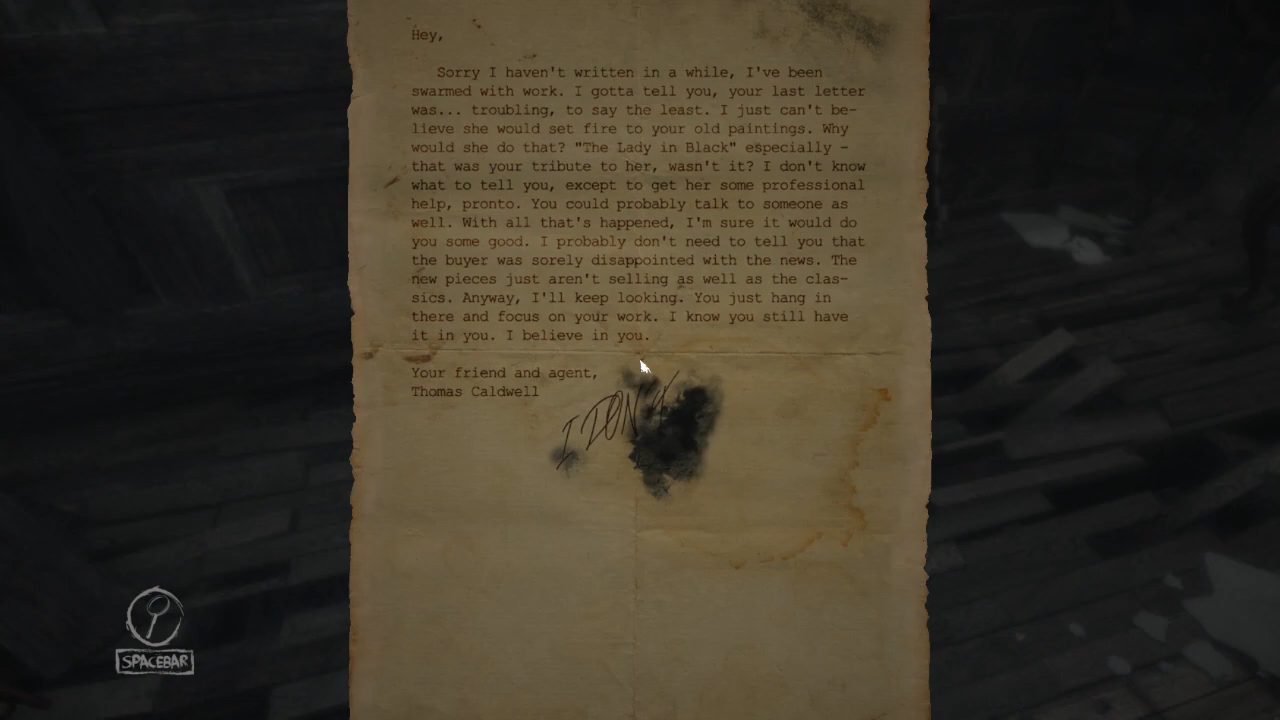 Hey,
Sorry I haven't written in a while, I've been
swarmed with work. I gotta tell you, your last letter
was... troubling, to say the least. I just can't be-
lieve she would set fire to your old paintings. Why
would she do that? "The Lady in Black" especially -
that was your tribute to her, wasn't it? I don't know
what to tell you, except to get her some professional
help, pronto. You could probably talk to someone as
well. With all that's happened, I'm sure it would do
you some good. I probably don't need to tell you that
the buyer was sorely disappointed with the news. The
new pieces just aren't selling as well as the clas-
sics. Anyway, I'll keep looking. You just hang in
there and focus on your work. I know you still have
it in you. I believe in you.
Your friend and agent,
Thomas Caldwell
I DON'T
SPACEBAR